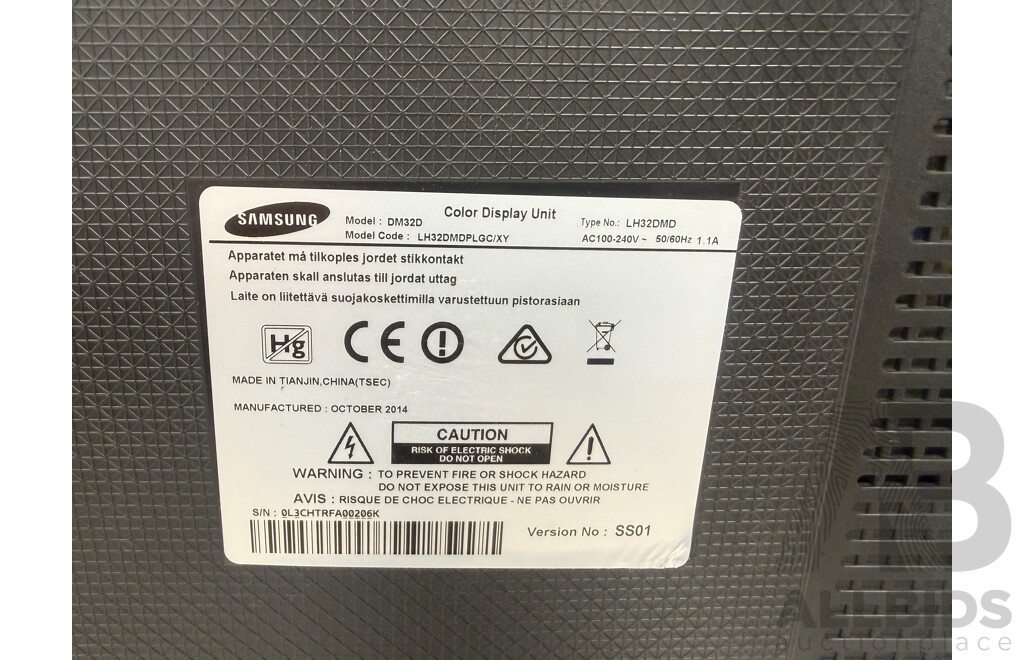 SAMSUNG
Color Display Unit
Model : DM32D
Type No.: LH32DMD
Model Code : LH32DMDPLGC/XY
AC100-240V ~ 50/60Hz 1.1A
Apparatet må tilkoples jordet stikkontakt
Apparaten skall anslutas till jordat uttag
Laite on liitettävä suojakoskettimilla varustettuun pistorasiaan
Hg
CE
MADE IN TIANJIN,CHINA(TSEC)
MANUFACTURED : OCTOBER 2014
CAUTION
RISK OF ELECTRIC SHOCK
DO NOT OPEN
WARNING : TO PREVENT FIRE OR SHOCK HAZARD
DO NOT EXPOSE THIS UNIT TO RAIN OR MOISTURE
AVIS : RISQUE DE CHOC ELECTRIQUE - NE PAS OUVRIR
S/N : 0L3CHTRFA00206K
Version No : SS01
B
ALLBIDS
auctionplace